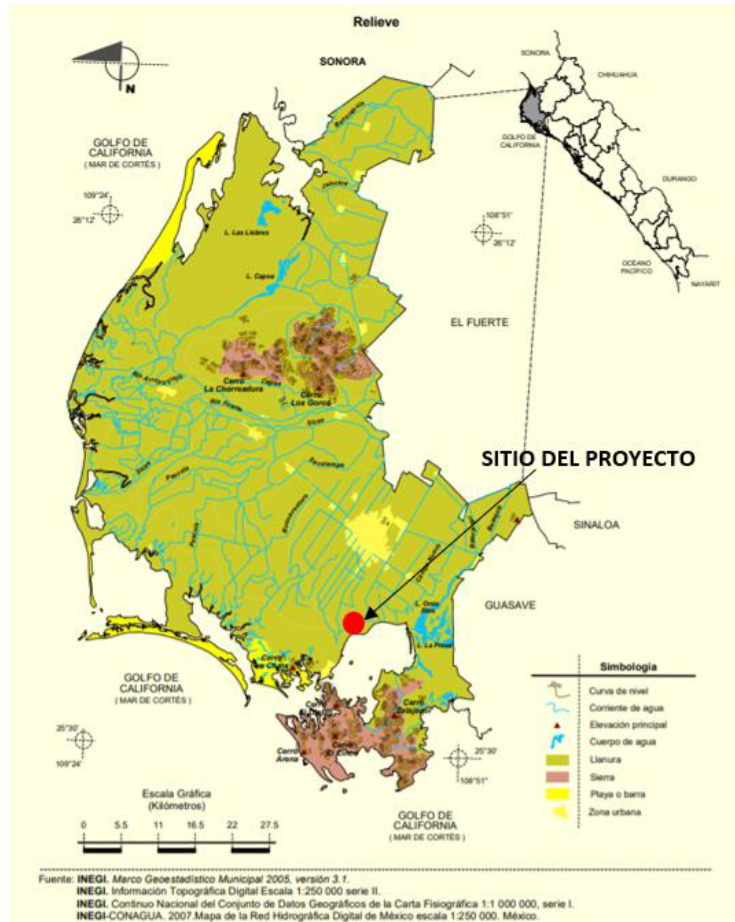 Relieve
SONORA
N
SONORA
CHIHUAHUA
GOLFO DE
CALIFORNIA
DURANGO
OCÉANO
PACÍFICO
NAYARIT
GOLFO DE
CALIFORNIA
( MAR DE CORTÉS )
109°24'
26°12'
108°51'
26°12'
Jahuara
L. Capoa
EL FUERTE
Cerro
La Chorreadura
Cerro
Los Goros
Río Fuerte
SITIO DEL PROYECTO
SINALOA
GUASAVE
GOLFO DE
CALIFORNIA
( MAR DE CORTÉS )
Cerro
Cerro
Arena
25°30'
109°24'
25°30'
108°51'
GOLFO DE
CALIFORNIA
( MAR DE CORTÉS )
Simbología
Curva de nivel
Corriente de agua
Elevación principal
Cuerpo de agua
Llanura
Sierra
Playa o barra
Zona urbana
Escala Gráfica
(Kilómetros)
0 5.5 11 16.5 22 27.5
Fuente: INEGI. Marco Geoestadístico Municipal 2005, versión 3.1.
INEGI. Información Topográfica Digital Escala 1:250 000 serie II.
INEGI. Continuo Nacional del Conjunto de Datos Geográficos de la Carta Fisiográfica 1:1 000 000, serie I.
INEGI-CONAGUA. 2007.Mapa de la Red Hidrográfica Digital de México escala 1:250 000. México.